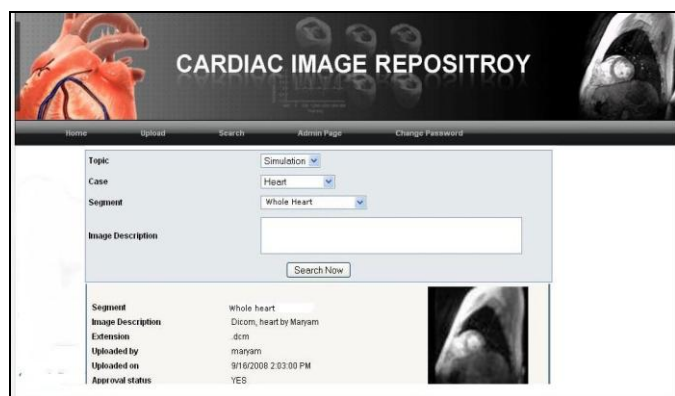 CARDIAC IMAGE REPOSITROY
Home Upload Search Admin Page Change Password
Topic Simulation
Case Heart
Segment Whole Heart
Image Description
Search Now
Segment Whole heart
Image Description Dicom, heart by Maryam
Extension .dcm
Uploaded by maryam
Uploaded on 9/16/2008 2:03:00 PM
Approval status YES